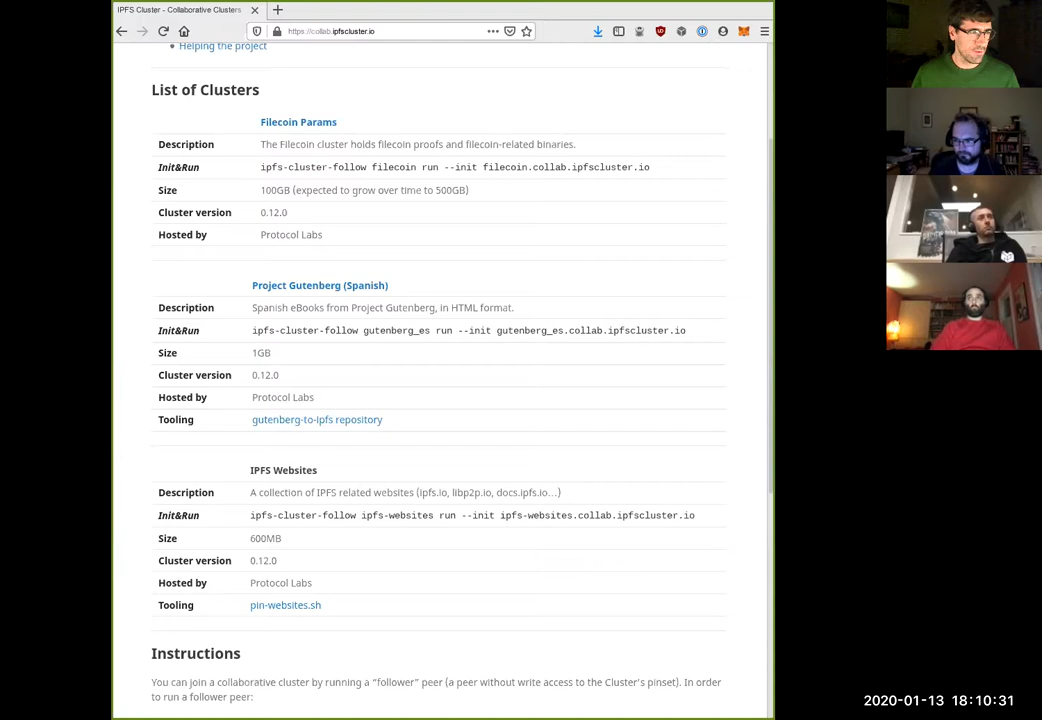 IPFS Cluster - Collaborative Clusters
https://collab.ipfscluster.io
Helping the project
List of Clusters
Filecoin Params
Description The Filecoin cluster holds filecoin proofs and filecoin-related binaries.
Init&Run ipfs-cluster-follow filecoin run --init filecoin.collab.ipfscluster.io
Size 100GB (expected to grow over time to 500GB)
Cluster version 0.12.0
Hosted by Protocol Labs
Project Gutenberg (Spanish)
Description Spanish eBooks from Project Gutenberg, in HTML format.
Init&Run ipfs-cluster-follow gutenberg_es run --init gutenberg_es.collab.ipfscluster.io
Size 1GB
Cluster version 0.12.0
Hosted by Protocol Labs
Tooling gutenberg-to-ipfs repository
IPFS Websites
Description A collection of IPFS related websites (ipfs.io, libp2p.io, docs.ipfs.io…)
Init&Run ipfs-cluster-follow ipfs-websites run --init ipfs-websites.collab.ipfscluster.io
Size 600MB
Cluster version 0.12.0
Hosted by Protocol Labs
Tooling pin-websites.sh
Instructions
You can join a collaborative cluster by running a “follower” peer (a peer without write access to the Cluster's pinset). In order
to run a follower peer:
2020-01-13 18:10:31